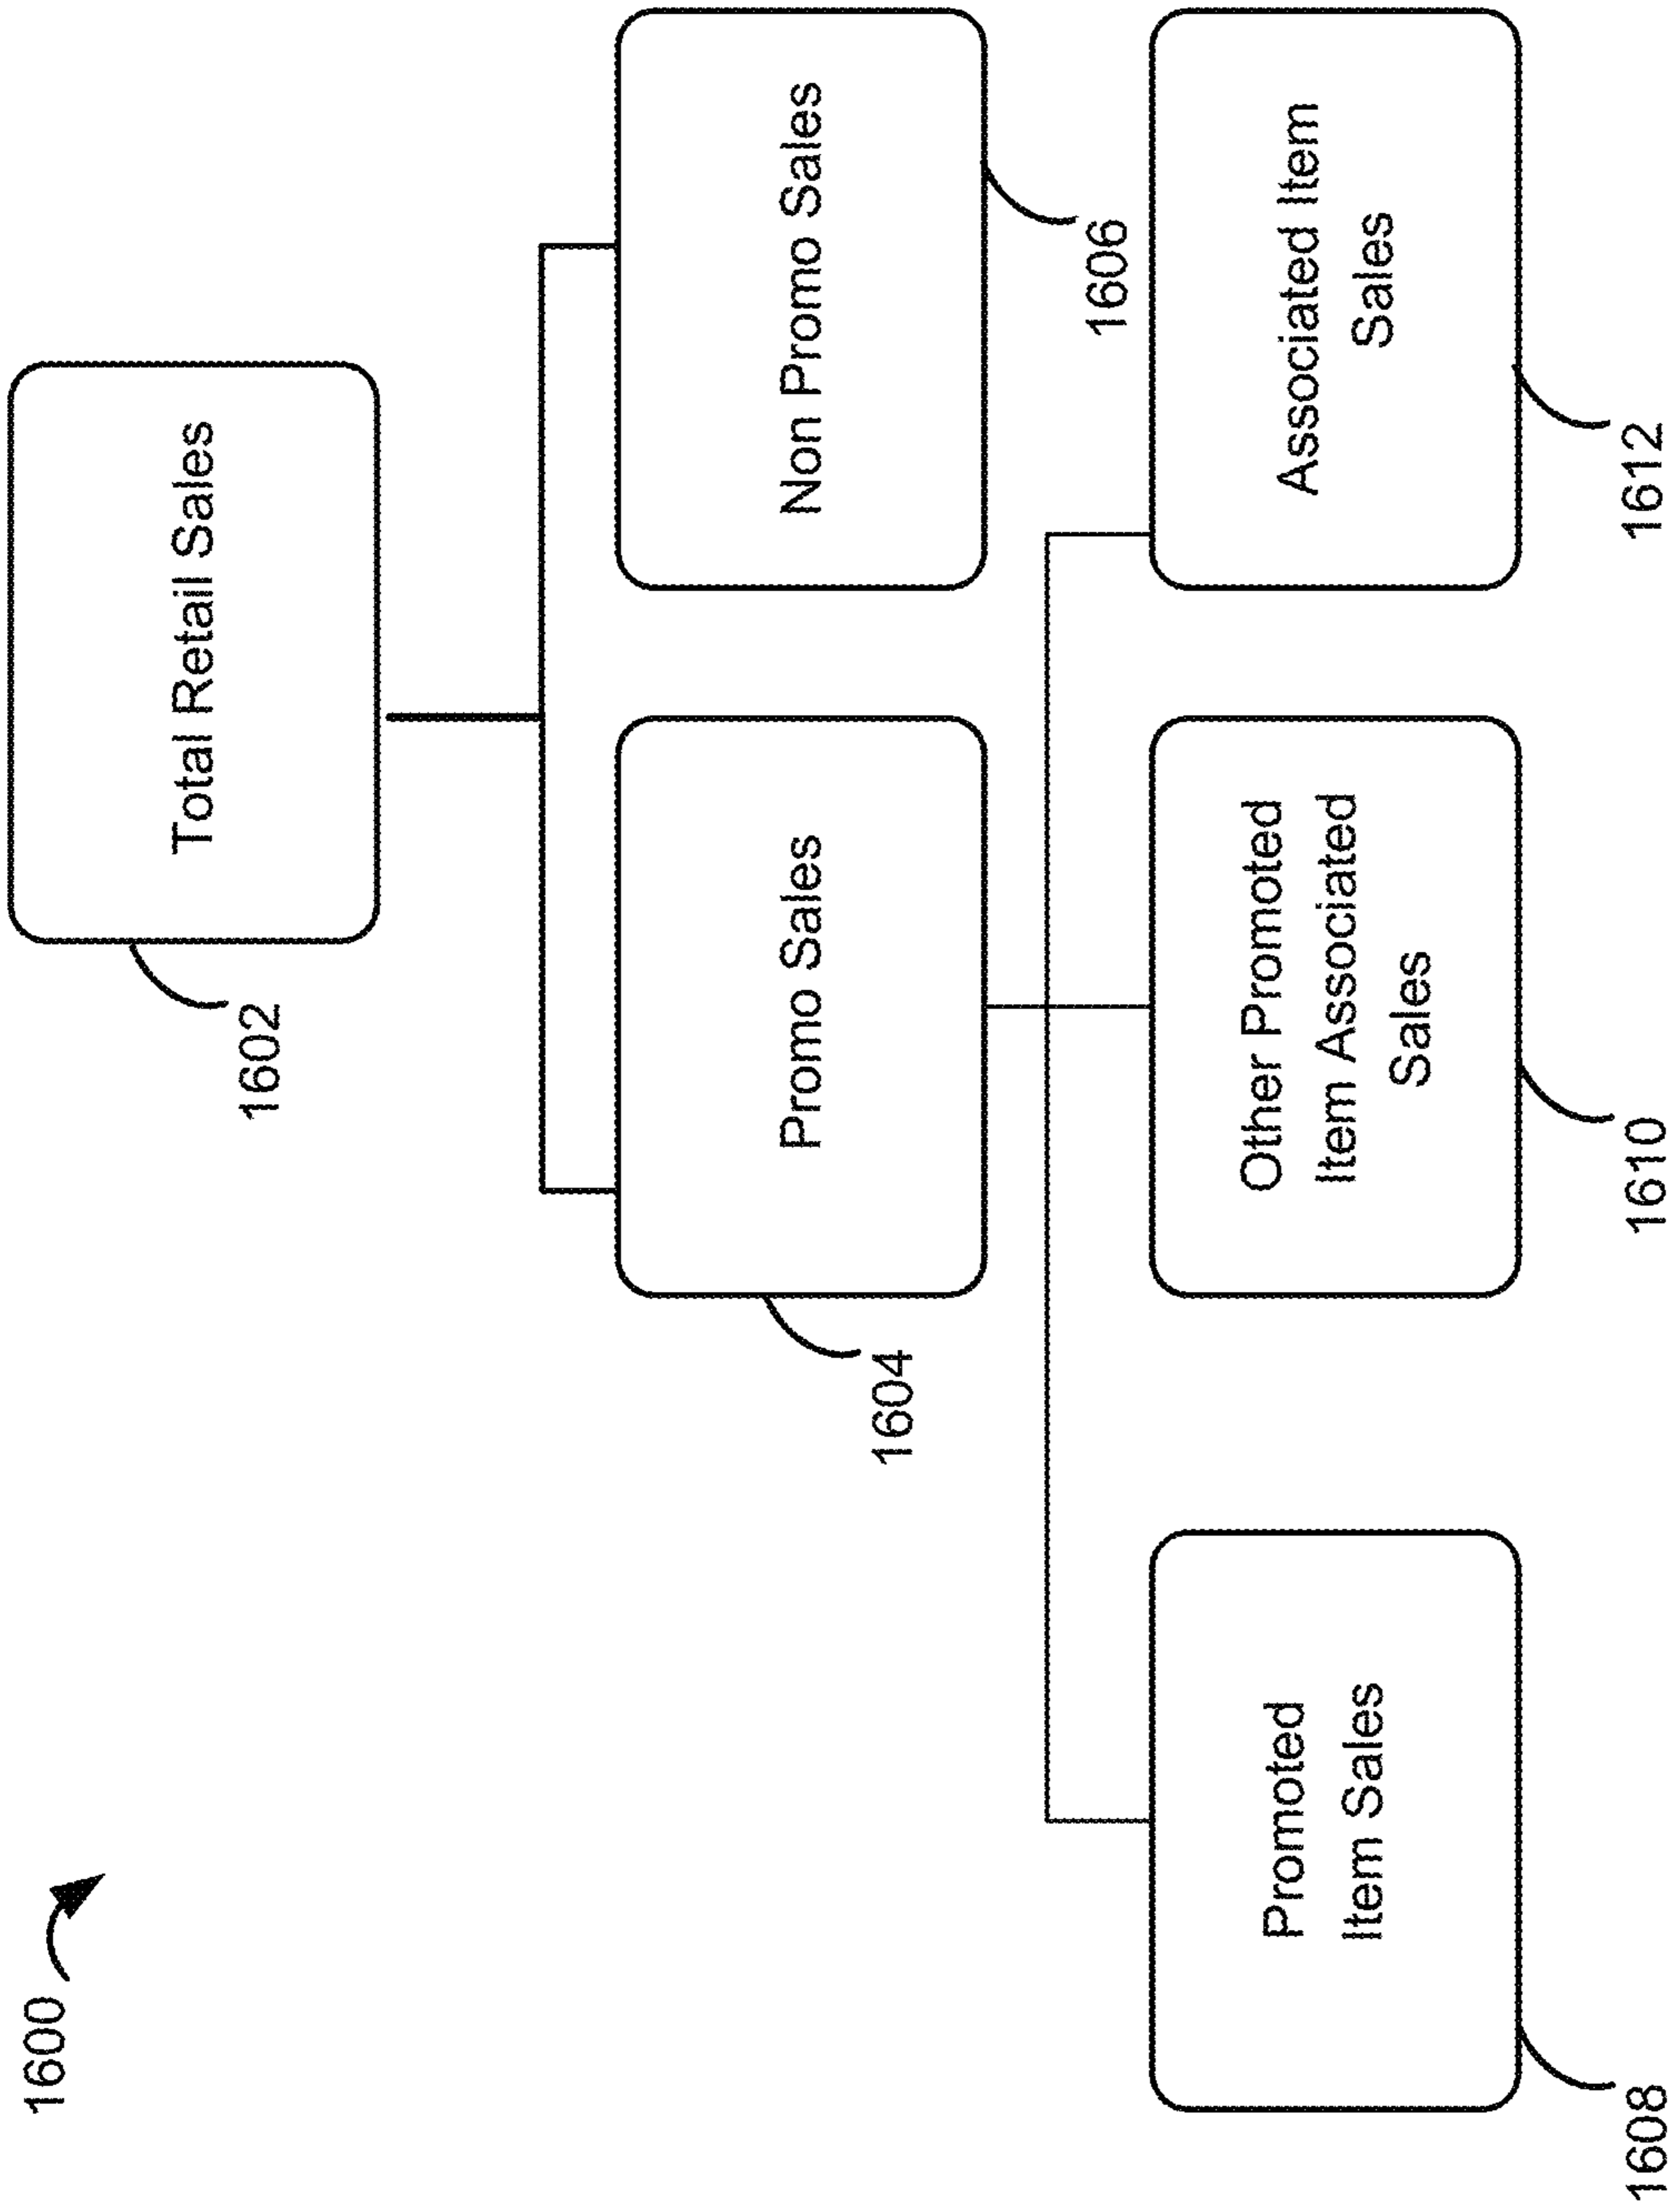 1600
Total Retail Sales
1602
Promo Sales
1604
Non Promo Sales
1606
Promoted
Item Sales
1608
Other Promoted
Item Associated
Sales
1610
Associated Item
Sales
1612